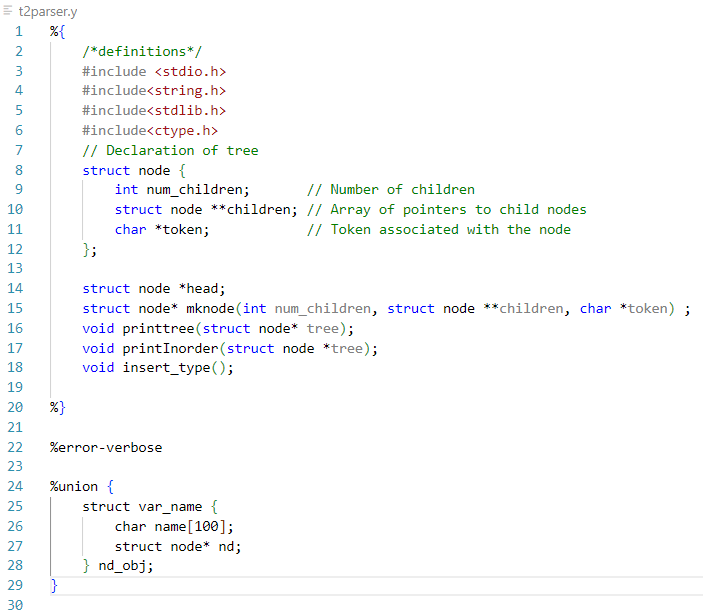 t2parser.y
1 %{
2 /*definitions*/
3 #include <stdio.h>
4 #include<string.h>
5 #include<stdlib.h>
6 #include<ctype.h>
7 // Declaration of tree
8 struct node {
9 int num_children; // Number of children
10 struct node **children; // Array of pointers to child nodes
11 char *token; // Token associated with the node
12 };
13
14 struct node *head;
15 struct node* mknode(int num_children, struct node **children, char *token) ;
16 void printtree(struct node* tree);
17 void printInorder(struct node *tree);
18 void insert_type();
19
20 %}
21
22 %error-verbose
23
24 %union {
25 struct var_name {
26 char name[100];
27 struct node* nd;
28 } nd_obj;
29 }
30